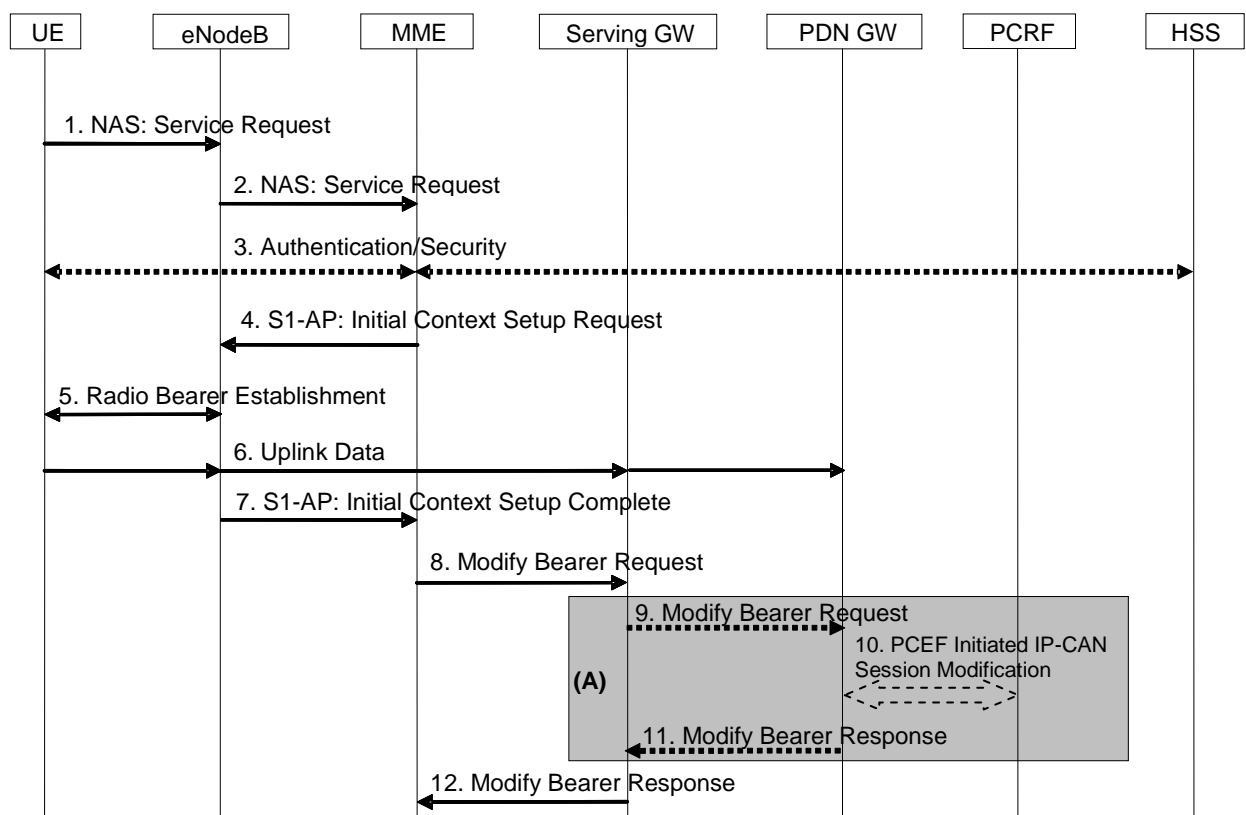 UE
eNodeB
MME
Serving GW
PDN GW
PCRF
HSS
1. NAS: Service Request
2. NAS: Service Request
3. Authentication/Security
4. S1-AP: Initial Context Setup Request
5. Radio Bearer Establishment
6. Uplink Data
7. S1-AP: Initial Context Setup Complete
8. Modify Bearer Request
9. Modify Bearer Request
10. PCEF Initiated IP-CAN
Session Modification
(A)
11. Modify Bearer Response
12. Modify Bearer Response